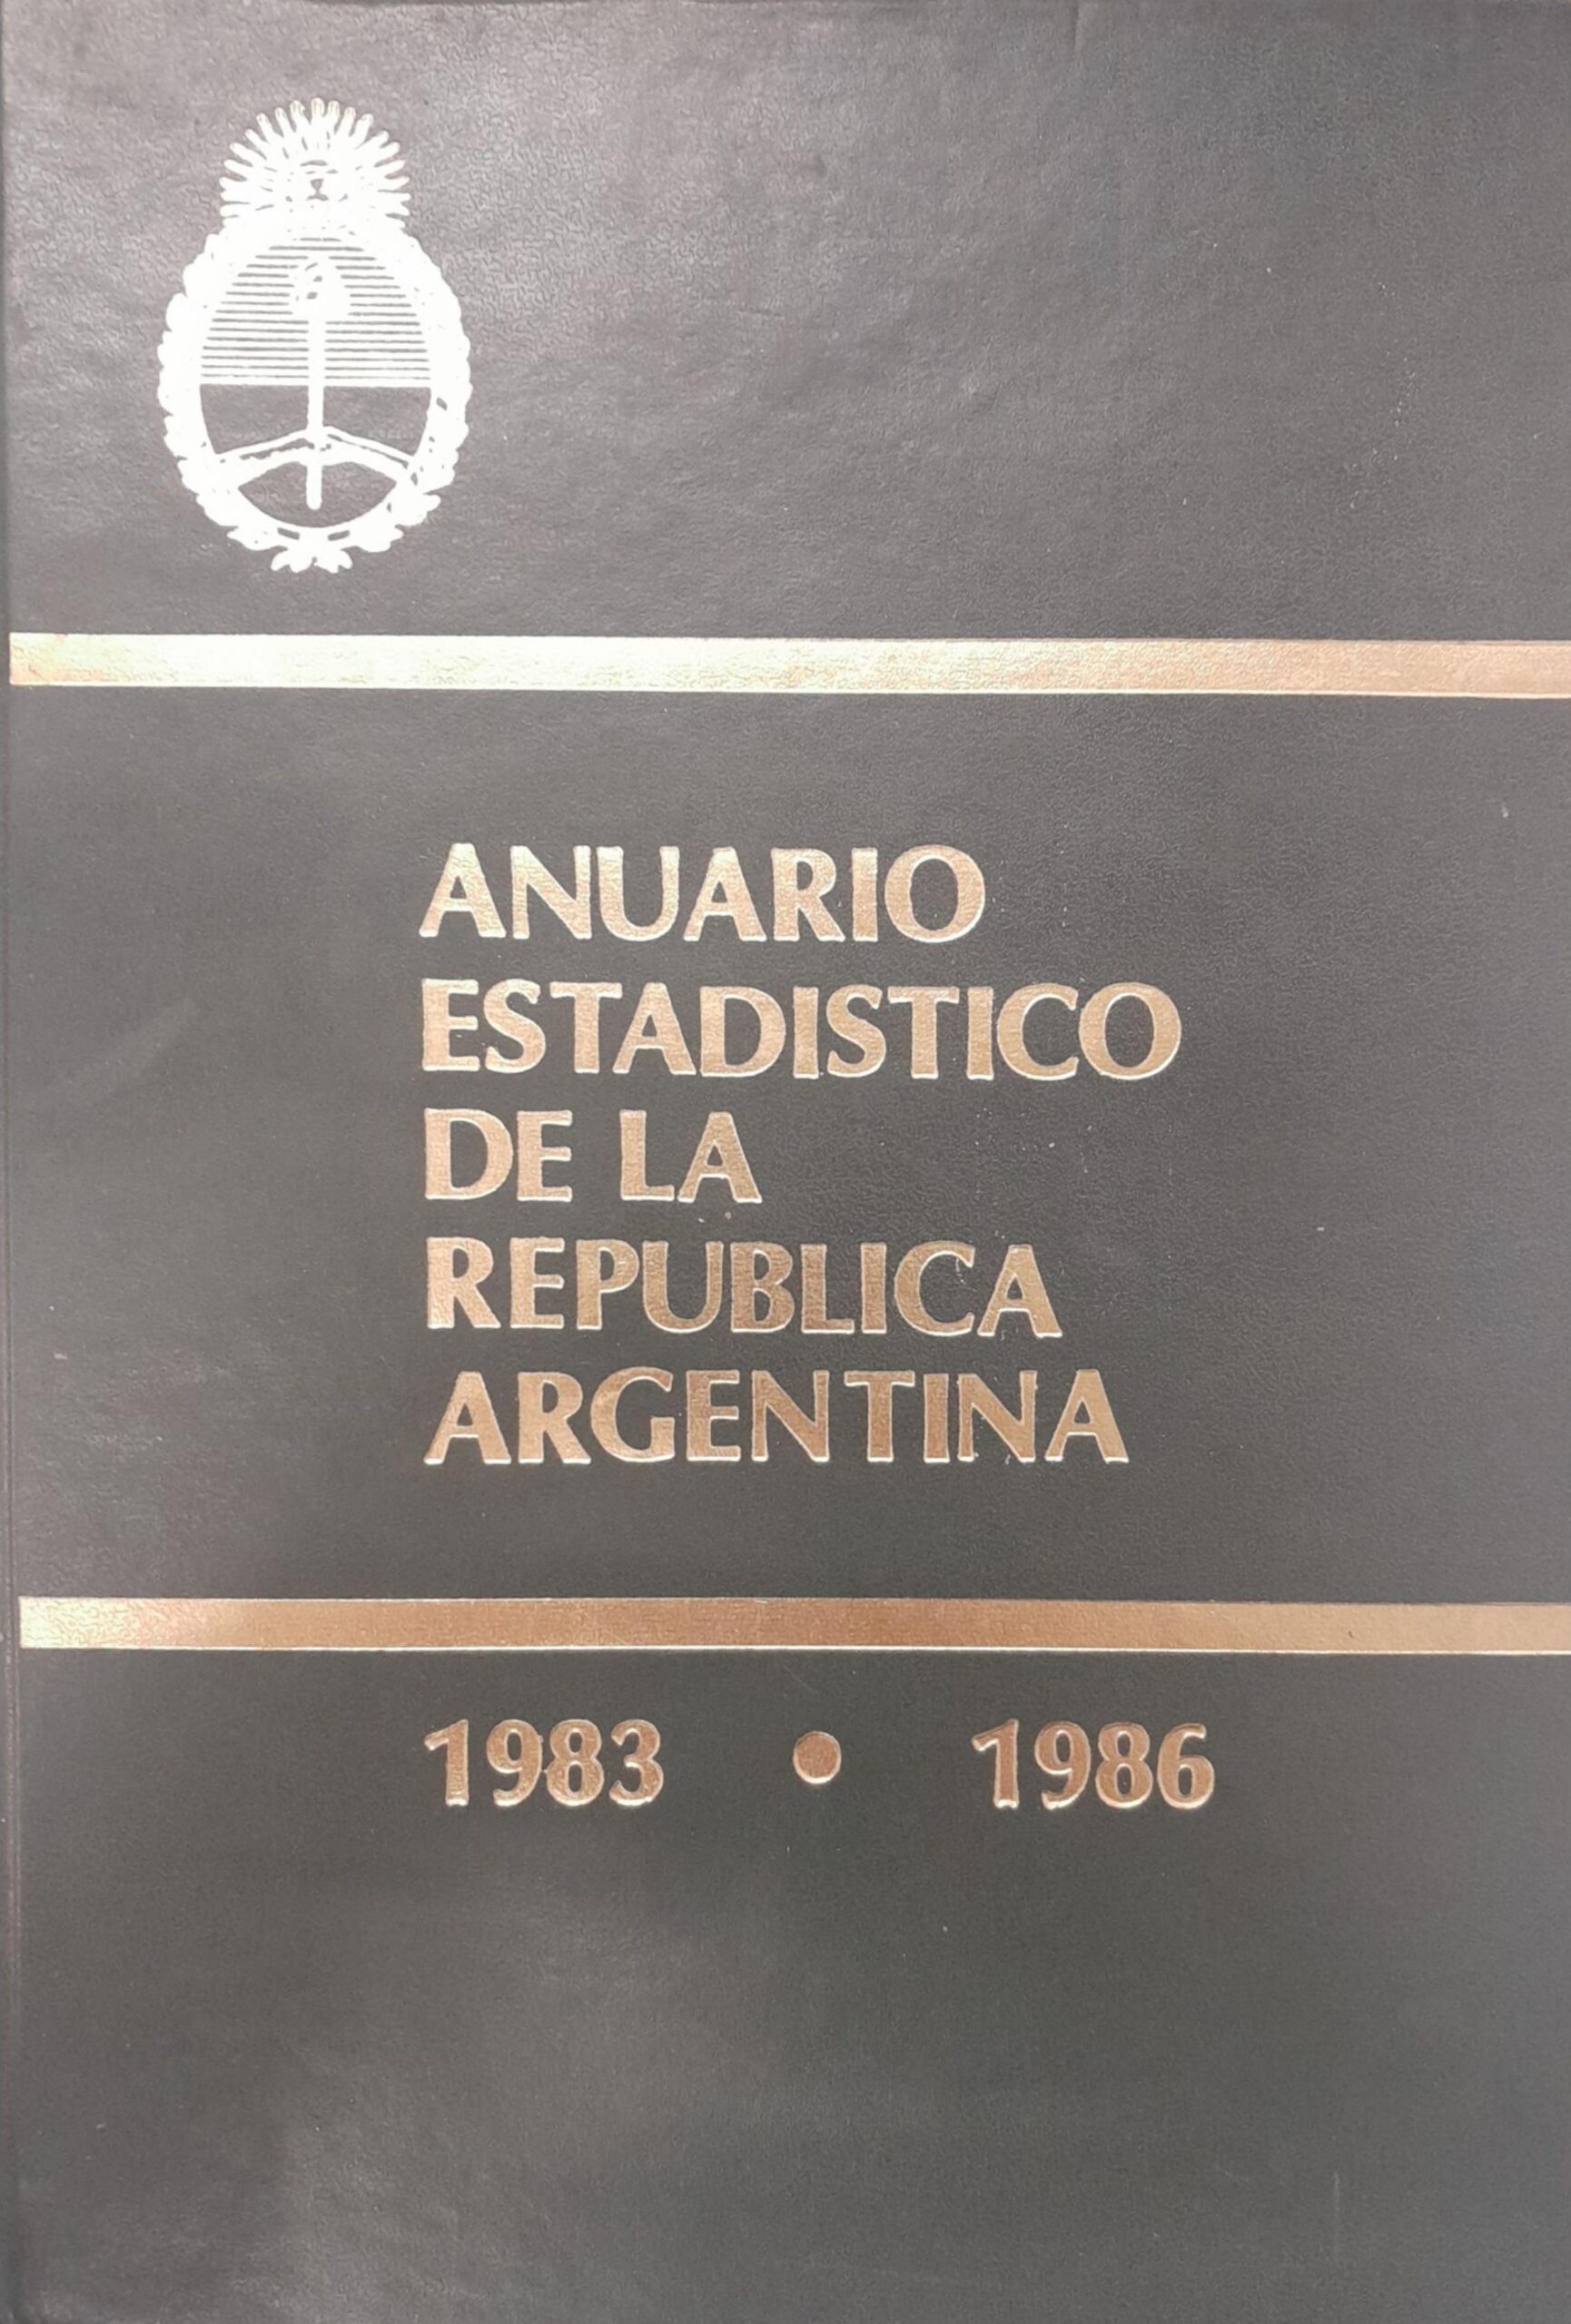 ANUARIO
ESTADISTICO
DE LA
REPUBLICA
ARGENTINA
1983 • 1986